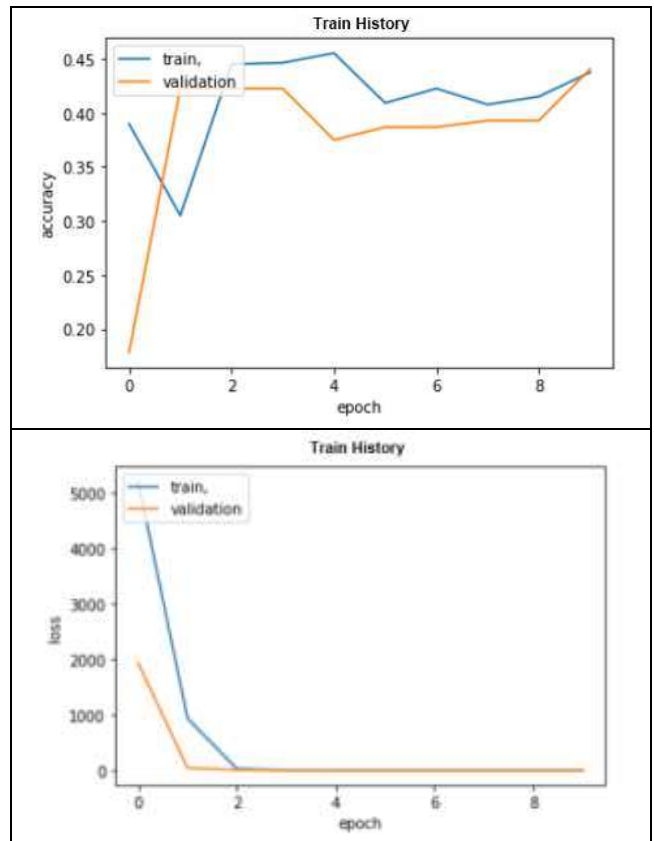 Train History
train,
validation
0.45
0.40
0.35
0.30
0.25
0.20
accuracy
0 2 4 6 8
epoch
Train History
train,
validation
5000
4000
3000
2000
1000
0
loss
0 2 4 6 8
epoch